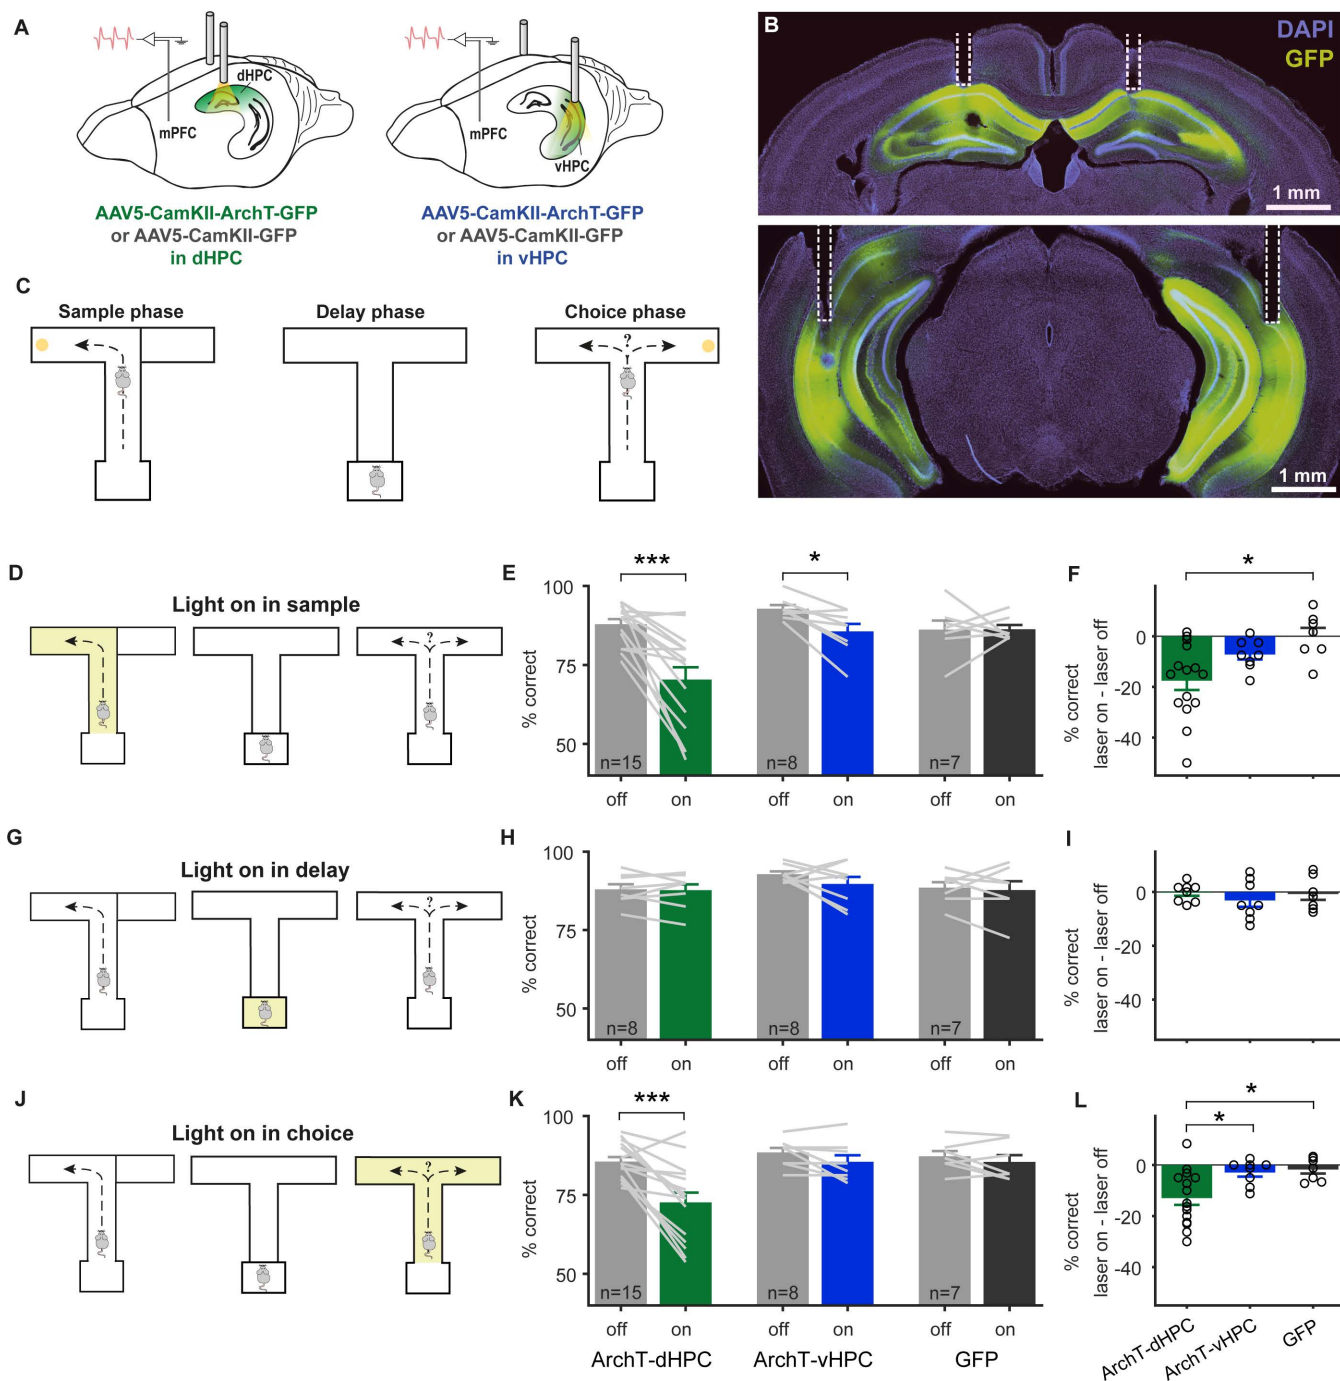 A
dHPC
mPFC
mPFC
vHPC
AAV5-CamKII-ArchT-GFP
or AAV5-CamKII-GFP
in dHPC
AAV5-CamKII-ArchT-GFP
or AAV5-CamKII-GFP
in vHPC
B
DAPI
GFP
1 mm
1 mm
C
Sample phase
Delay phase
Choice phase
?
D
Light on in sample
?
E
***
*
100
75
50
% correct
n=15
n=8
n=7
off
on
off
on
off
on
F
*
0
-20
-40
% correct
laser on - laser off
G
Light on in delay
?
H
100
75
50
% correct
n=8
n=8
n=7
off
on
off
on
off
on
I
0
-20
-40
% correct
laser on - laser off
J
Light on in choice
?
K
***
100
75
50
% correct
n=15
n=8
n=7
off
on
off
on
off
on
ArchT-dHPC
ArchT-vHPC
GFP
L
*
*
0
-20
-40
% correct
laser on - laser off
ArchT-dHPC
ArchT-vHPC
GFP